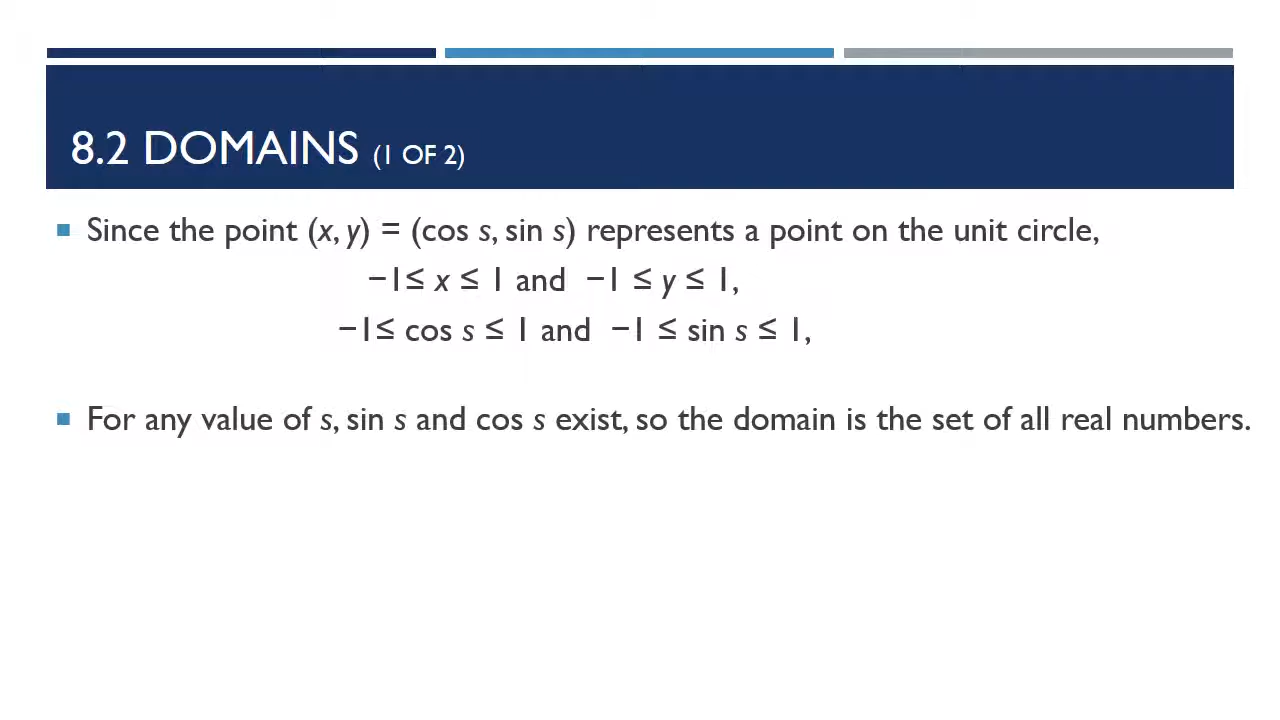 8.2 DOMAINS (1 OF 2)
Since the point (x, y) = (cos s, sin s) represents a point on the unit circle,
−1≤ x ≤ 1 and −1 ≤ y ≤ 1,
−1≤ cos s ≤ 1 and −1 ≤ sin s ≤ 1,
For any value of s, sin s and cos s exist, so the domain is the set of all real numbers.